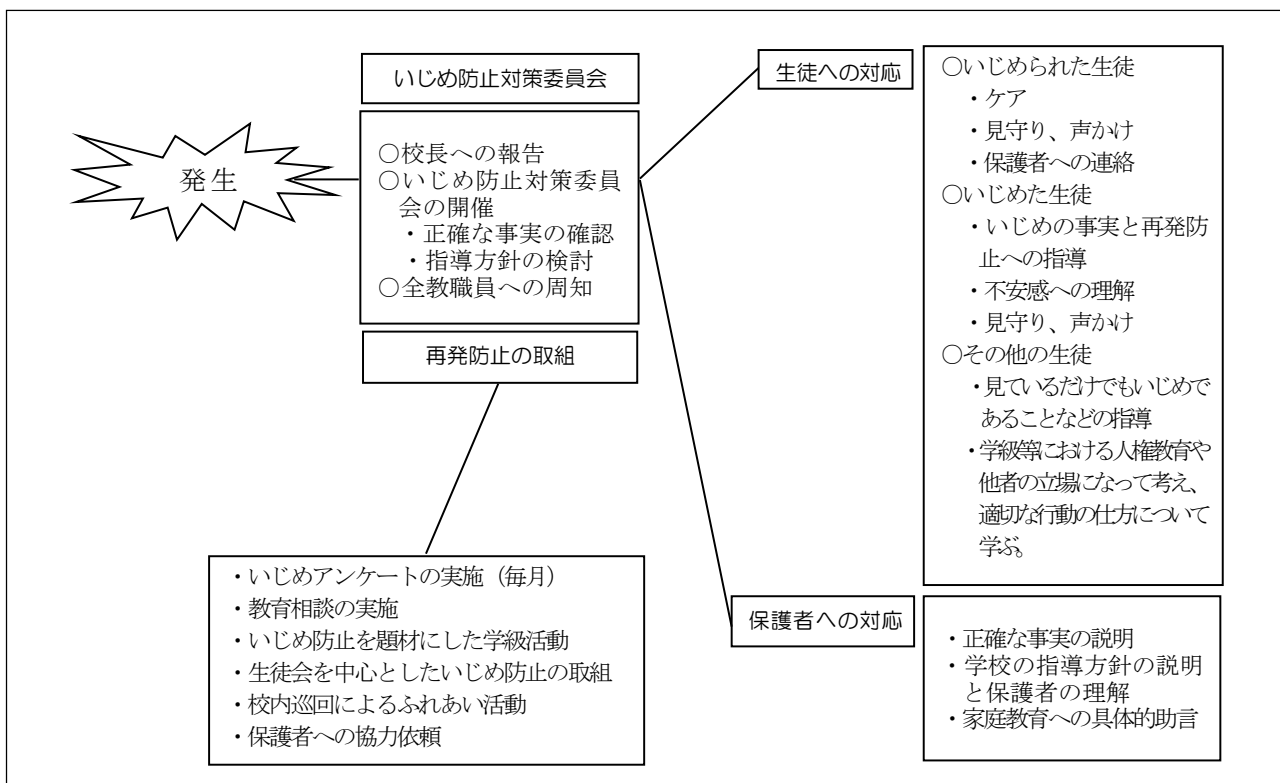 発生
いじめ防止対策委員会
○校長への報告
○いじめ防止対策委員
会の開催
・正確な事実の確認
・指導方針の検討
○全教職員への周知
再発防止の取組
・いじめアンケートの実施（毎月）
・教育相談の実施
・いじめ防止を題材にした学級活動
・生徒会を中心としたいじめ防止の取組
・校内巡回によるふれあい活動
・保護者への協力依頼
生徒への対応
○いじめられた生徒
・ケア
・見守り、声かけ
・保護者への連絡
○いじめた生徒
・いじめの事実と再発防
止への指導
・不安感への理解
・見守り、声かけ
○その他の生徒
・見ているだけでもいじめで
あることなどの指導
・学級等における人権教育や
他者の立場になって考え、
適切な行動の仕方について
学ぶ。
保護者への対応
・正確な事実の説明
・学校の指導方針の説明
と保護者の理解
・家庭教育への具体的助言